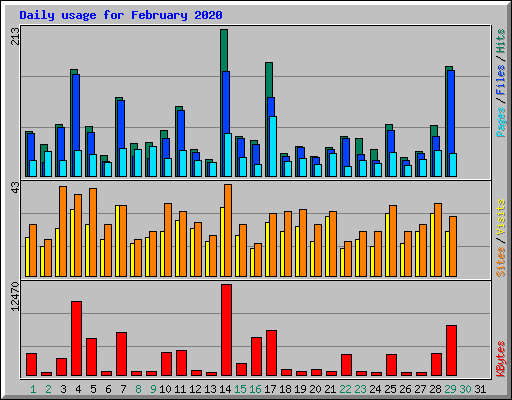 Daily usage for February 2020
213
Pages / Files / Hits
43
Sites / Visits
12470
KBytes
1 2 3 4 5 6 7 8 9 10 11 12 13 14 15 16 17 18 19 20 21 22 23 24 25 26 27 28 29 30 31